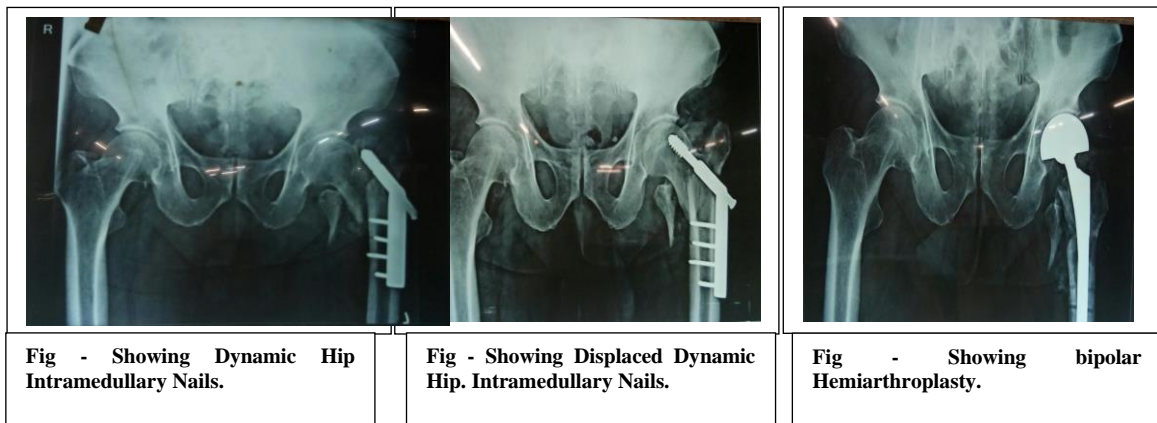 R
Fig - Showing Dynamic Hip
Intramedullary Nails.
Fig - Showing Displaced Dynamic
Hip. Intramedullary Nails.
Fig - Showing bipolar
Hemiarthroplasty.